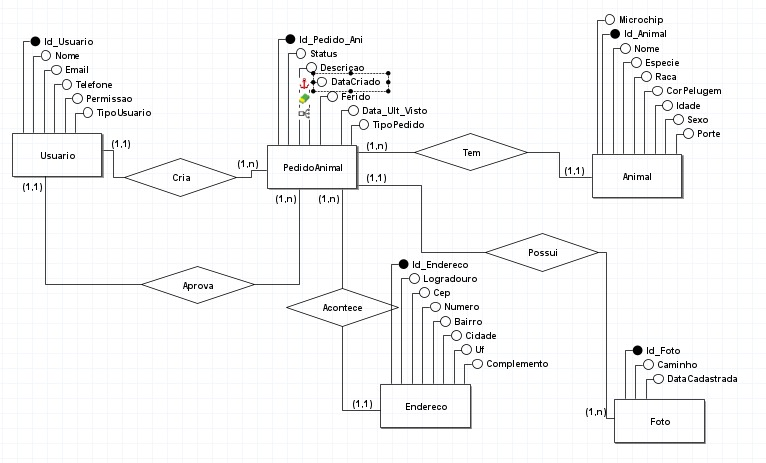 Id_Usuario
Nome
Email
Telefone
Permissao
TipoUsuario
Usuario
(1,1)
(1,1)
Cria
(1,n)
Id_Pedido_Ani
Status
Descriçao
DataCriado
Ferido
Data_Ult_Visto
TipoPedido
PedidoAnimal
(1,n)
(1,1)
(1,n)
(1,n)
Tem
(1,1)
Microchip
Id_Animal
Nome
Especie
Raca
CorPelugem
Idade
Sexo
Porte
Animal
Aprova
Acontece
Possui
Id_Endereco
Logradouro
Cep
Numero
Bairro
Cidade
Uf
Complemento
(1,1)
Endereco
Id_Foto
Caminho
DataCadastrada
(1,n)
Foto